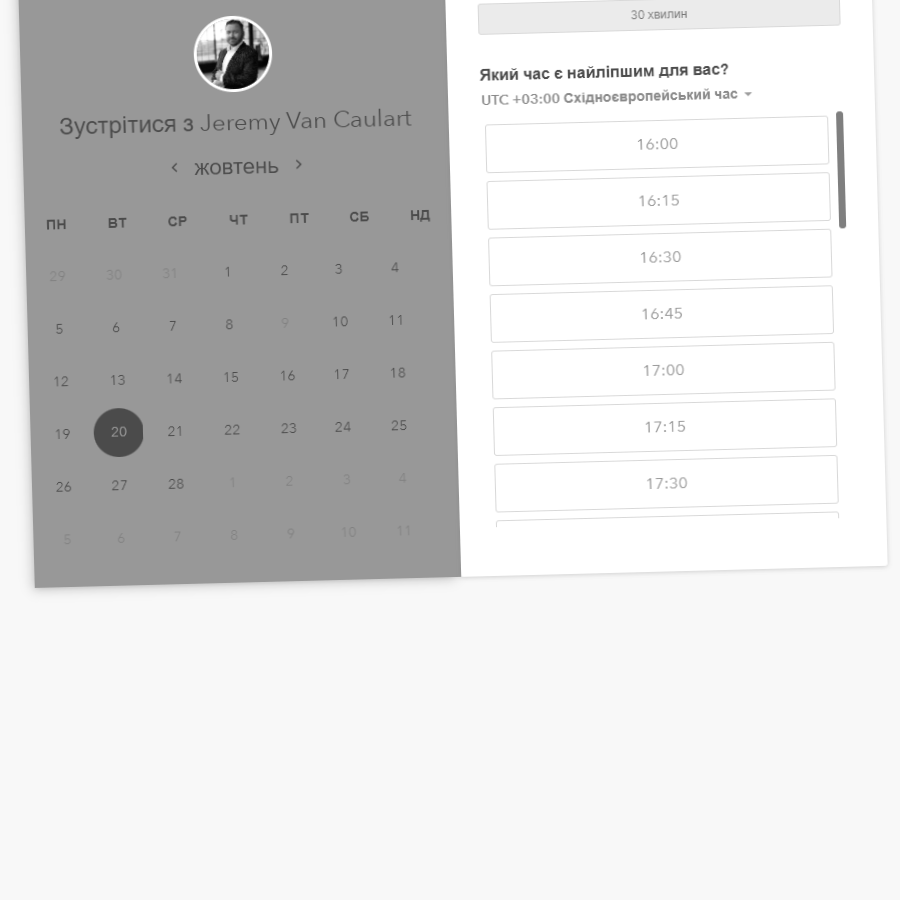 Зустрітися з Jeremy Van Caulart
‹ жовтень ›
ПН ВТ СР ЧТ ПТ СБ НД
29 30 31 1 2 3 4
5 6 7 8 9 10 11
12 13 14 15 16 17 18
19 20 21 22 23 24 25
26 27 28 1 2 3 4
5 6 7 8 9 10 11
30 хвилин
Який час є найліпшим для вас?
UTC +03:00 Східноєвропейський час
16:00
16:15
16:30
16:45
17:00
17:15
17:30